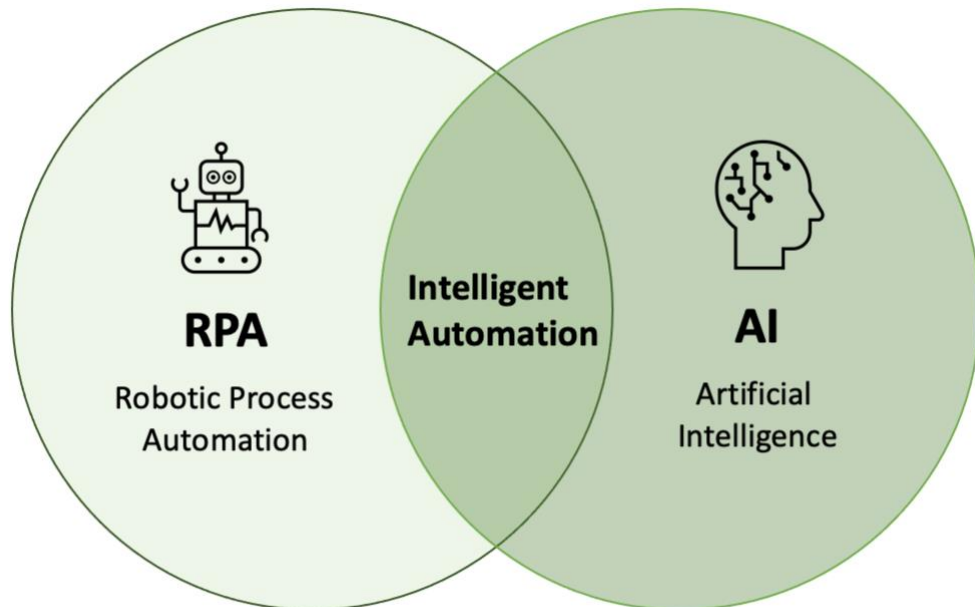 RPA
Robotic Process
Automation
Intelligent
Automation
AI
Artificial
Intelligence